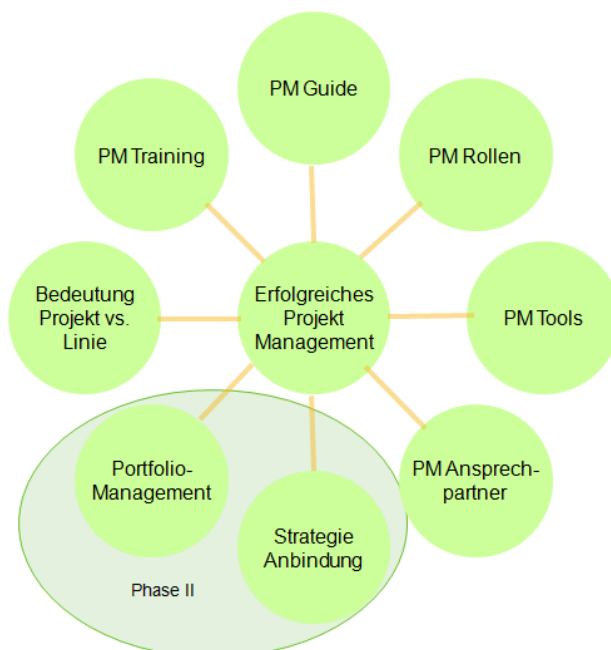 PM Guide
PM Training
PM Rollen
Bedeutung
Projekt vs.
Linie
Erfolgreiches
Projekt
Management
PM Tools
Portfolio-
Management
PM Ansprech-
partner
Strategie
Anbindung
Phase II